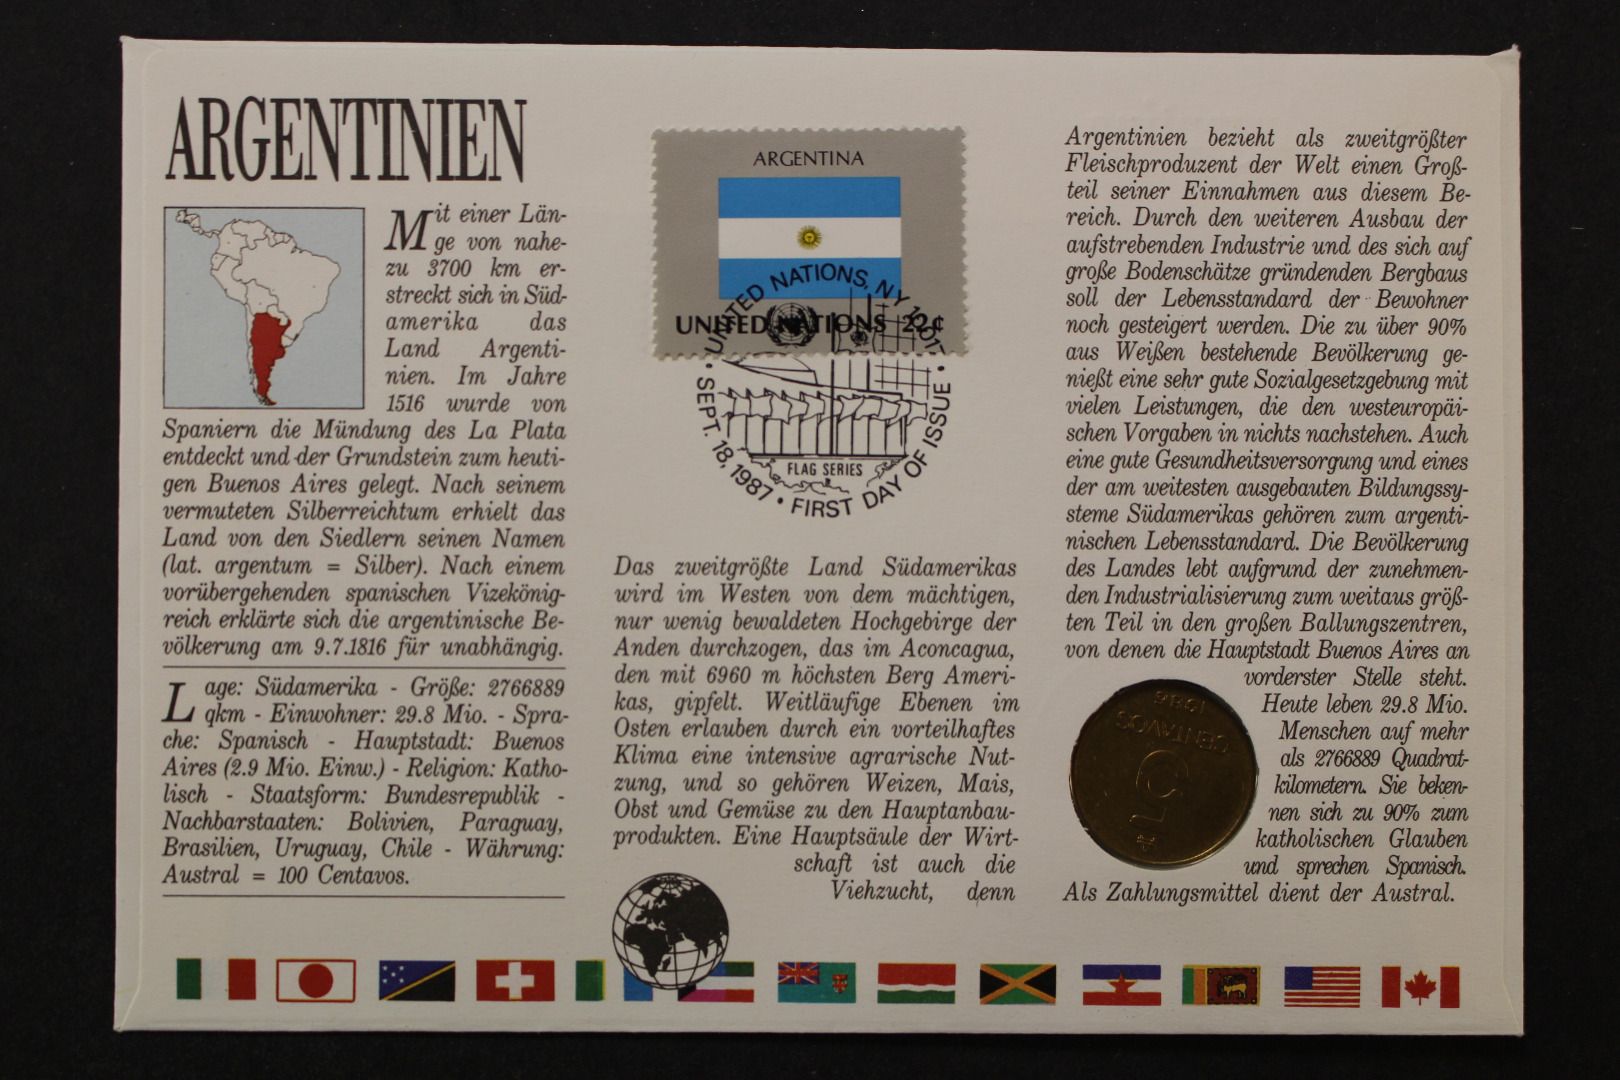 ARGENTINIEN
Mit einer Län-
ge von nahe-
zu 3700 km er-
streckt sich in Süd-
amerika das
Land Argenti-
nien. Im Jahre
1516 wurde von
Spaniern die Mündung des La Plata
entdeckt und der Grundstein zum heuti-
gen Buenos Aires gelegt. Nach seinem
vermuteten Silberreichtum erhielt das
Land von den Siedlern seinen Namen
(lat. argentum = Silber). Nach einem
vorübergehenden spanischen Vizekönig-
reich erklärte sich die argentinische Be-
völkerung am 9.7.1816 für unabhängig.
Lage: Südamerika - Größe: 2766889
qkm - Einwohner: 29.8 Mio. - Spra-
che: Spanisch - Hauptstadt: Buenos
Aires (2.9 Mio. Einw.) - Religion: Katho-
lisch - Staatsform: Bundesrepublik -
Nachbarstaaten: Bolivien, Paraguay,
Brasilien, Uruguay, Chile - Währung:
Austral = 100 Centavos.
ARGENTINA
UNITED NATIONS 22¢
UNITED NATIONS, NY 1001
SEPT. 18, 1987 • FIRST DAY OF ISSUE •
FLAG SERIES
Das zweitgrößte Land Südamerikas
wird im Westen von dem mächtigen,
nur wenig bewaldeten Hochgebirge der
Anden durchzogen, das im Aconcagua,
den mit 6960 m höchsten Berg Ameri-
kas, gipfelt. Weitläufige Ebenen im
Osten erlauben durch ein vorteilhaftes
Klima eine intensive agrarische Nut-
zung, und so gehören Weizen, Mais,
Obst und Gemüse zu den Hauptanbau-
produkten. Eine Hauptsäule der Wirt-
schaft ist auch die
Viehzucht, denn
Argentinien bezieht als zweitgrößter
Fleischproduzent der Welt einen Groß-
teil seiner Einnahmen aus diesem Be-
reich. Durch den weiteren Ausbau der
aufstrebenden Industrie und des sich auf
große Bodenschätze gründenden Bergbaus
soll der Lebensstandard der Bewohner
noch gesteigert werden. Die zu über 90%
aus Weißen bestehende Bevölkerung ge-
nießt eine sehr gute Sozialgesetzgebung mit
vielen Leistungen, die den westeuropäi-
schen Vorgaben in nichts nachstehen. Auch
eine gute Gesundheitsversorgung und eines
der am weitesten ausgebauten Bildungssy-
steme Südamerikas gehören zum argenti-
nischen Lebensstandard. Die Bevölkerung
des Landes lebt aufgrund der zunehmen-
den Industrialisierung zum weitaus größ-
ten Teil in den großen Ballungszentren,
von denen die Hauptstadt Buenos Aires an
vorderster Stelle steht.
Heute leben 29.8 Mio.
Menschen auf mehr
als 2766889 Quadrat-
kilometern. Sie beken-
nen sich zu 90% zum
katholischen Glauben
und sprechen Spanisch.
Als Zahlungsmittel dient der Austral.
5
CENTAVOS
1986